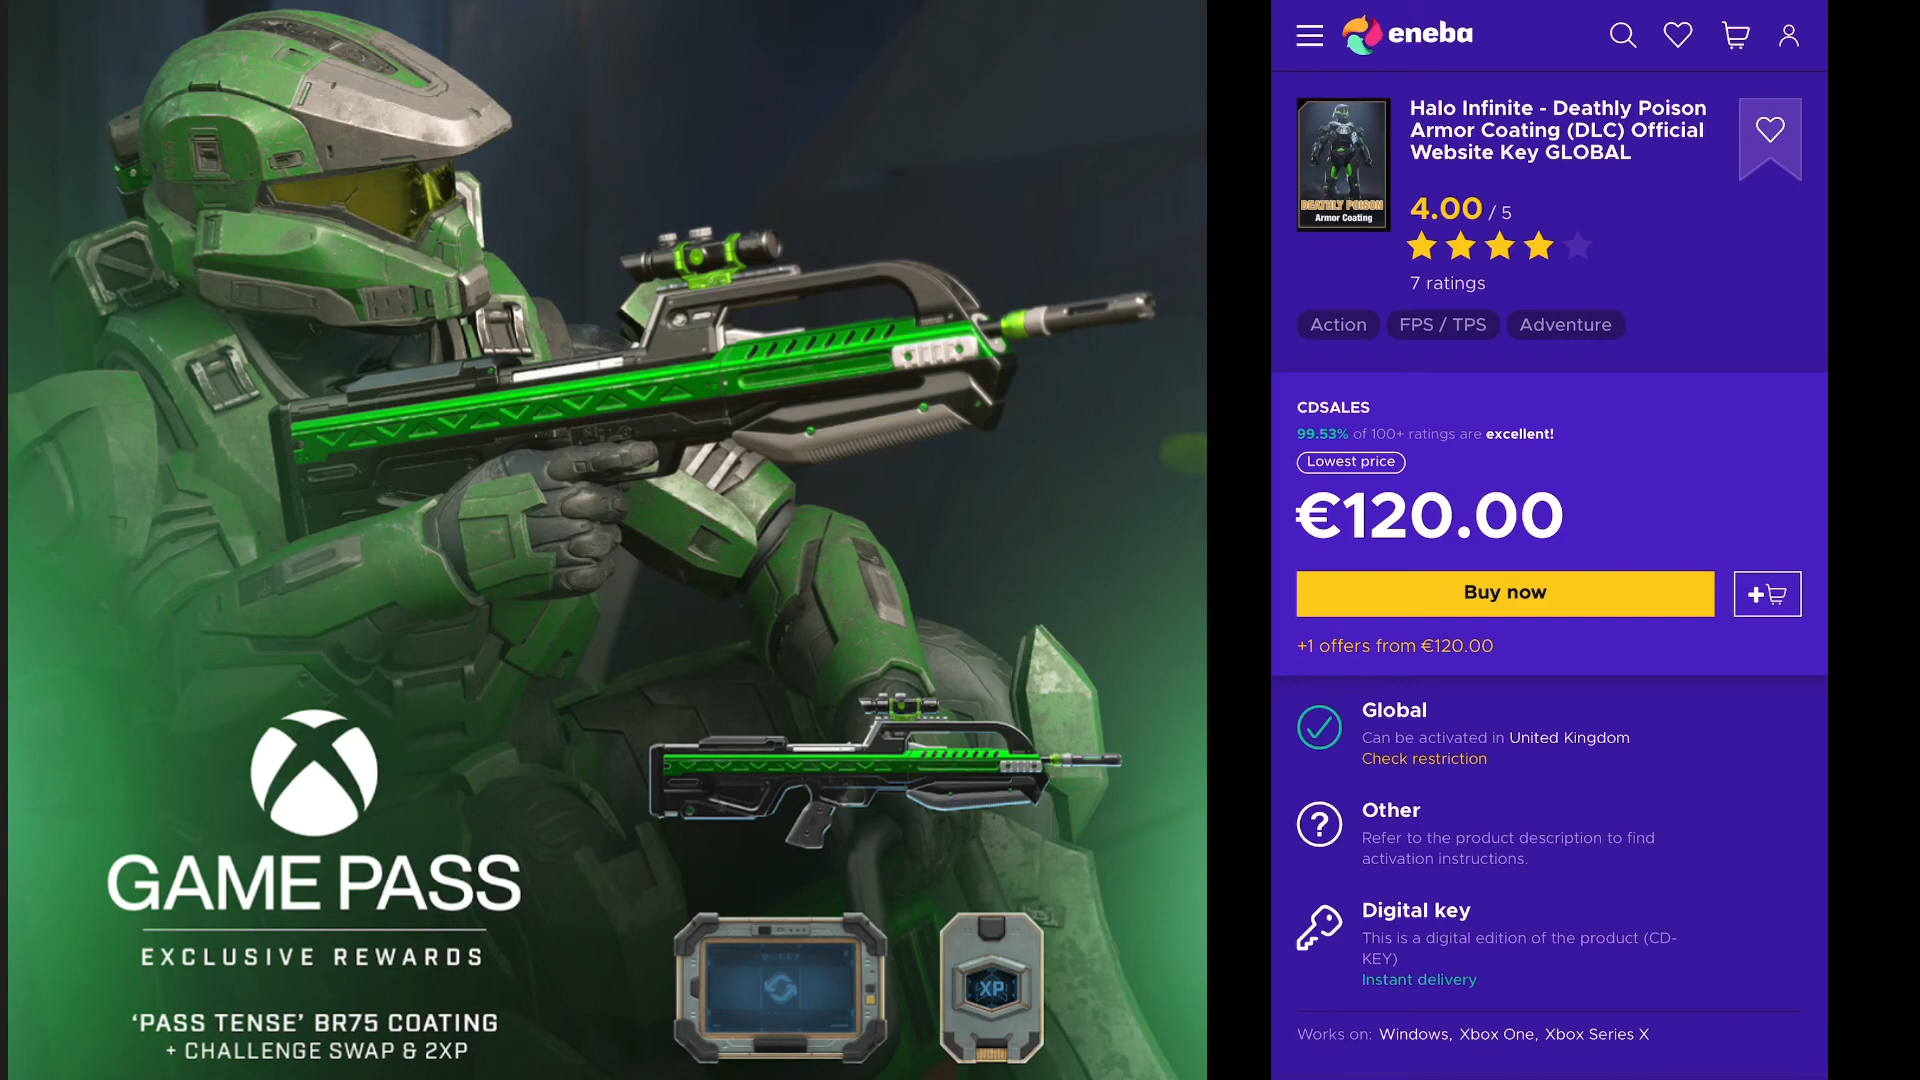 GAME PASS
EXCLUSIVE REWARDS
‘PASS TENSE’ BR75 COATING
+ CHALLENGE SWAP & 2XP
XP
eneba
DEATHLY POISON
Armor Coating
Halo Infinite - Deathly Poison
Armor Coating (DLC) Official
Website Key GLOBAL
4.00 / 5
7 ratings
Action FPS / TPS Adventure
CDSALES
99.53% of 100+ ratings are excellent!
Lowest price
€120.00
Buy now
+1 offers from €120.00
Global
Can be activated in United Kingdom
Check restriction
Other
Refer to the product description to find
activation instructions.
Digital key
This is a digital edition of the product (CD-
KEY)
Instant delivery
Works on: Windows, Xbox One, Xbox Series X